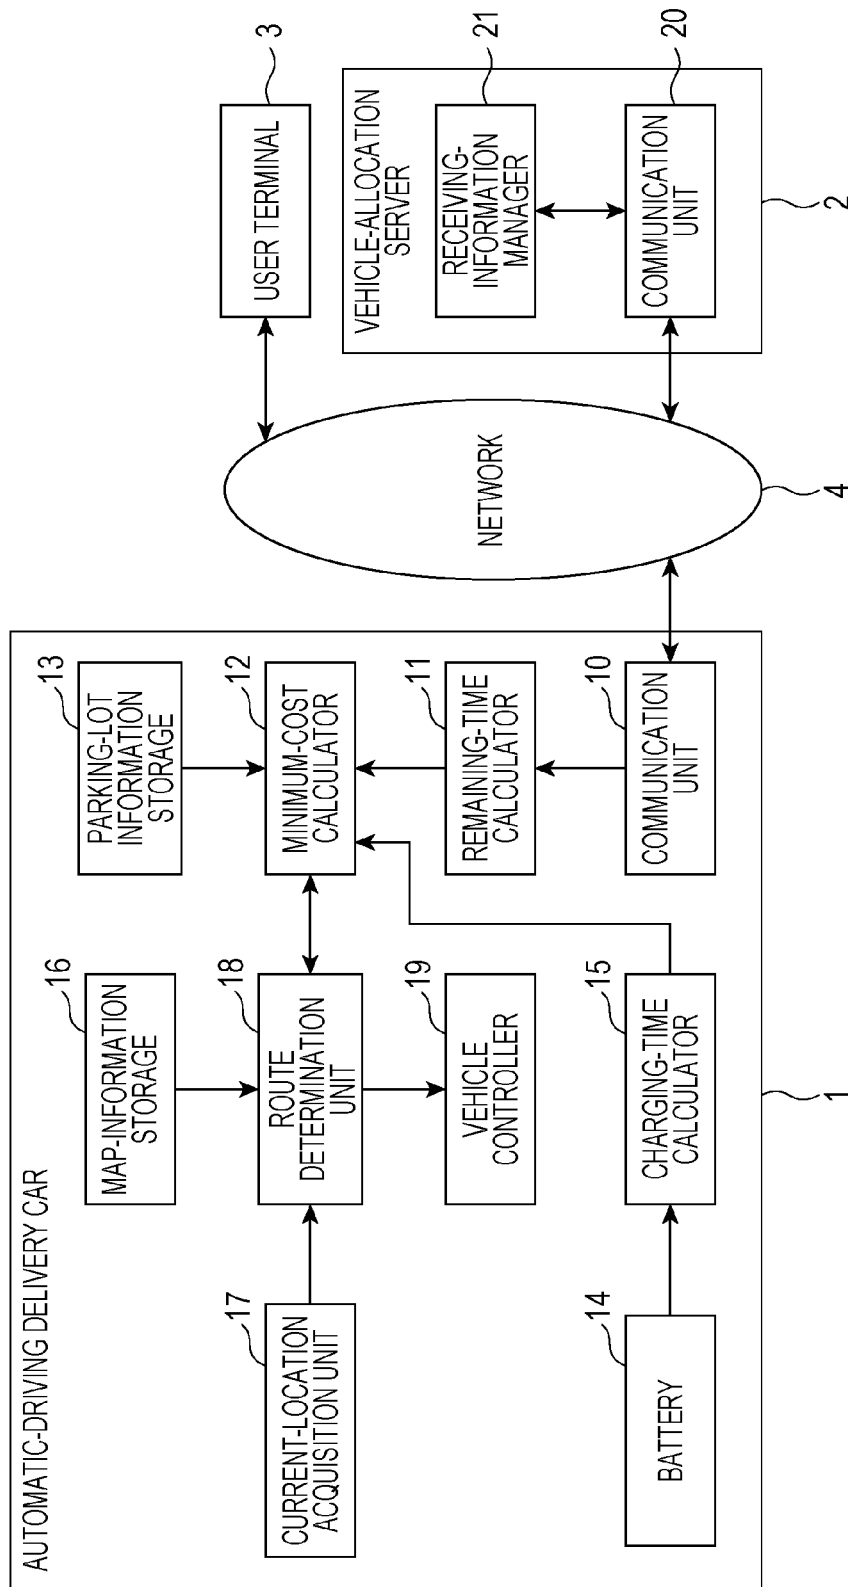 AUTOMATIC-DRIVING DELIVERY CAR
16
MAP-INFORMATION
STORAGE
13
PARKING-LOT
INFORMATION
STORAGE
17
CURRENT-LOCATION
ACQUISITION UNIT
18
ROUTE
DETERMINATION
UNIT
12
MINIMUM-COST
CALCULATOR
19
VEHICLE
CONTROLLER
11
REMAINING-TIME
CALCULATOR
14
BATTERY
15
CHARGING-TIME
CALCULATOR
10
COMMUNICATION
UNIT
1
NETWORK
4
USER TERMINAL
3
VEHICLE-ALLOCATION
SERVER
RECEIVING-
INFORMATION
MANAGER
21
COMMUNICATION
UNIT
20
2